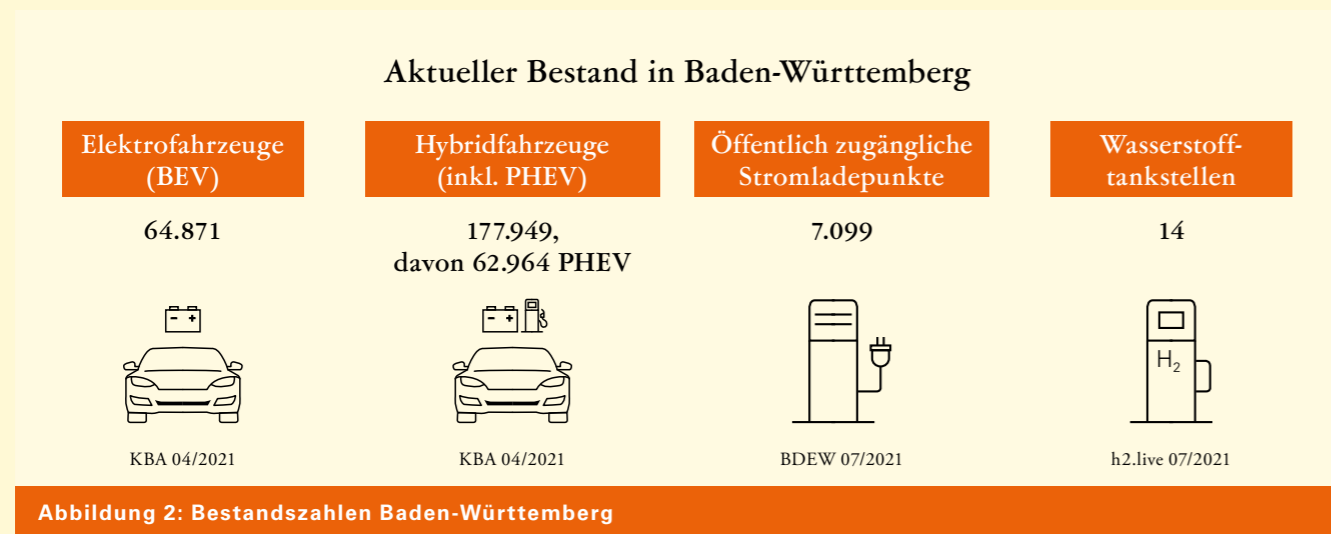 Aktueller Bestand in Baden-Württemberg
Elektrofahrzeuge
(BEV)
64.871
KBA 04/2021
Hybridfahrzeuge
(inkl. PHEV)
177.949,
davon 62.964 PHEV
KBA 04/2021
Öffentlich zugängliche
Stromladepunkte
7.099
BDEW 07/2021
Wasserstoff-
tankstellen
14
H₂
h2.live 07/2021
Abbildung 2: Bestandszahlen Baden-Württemberg